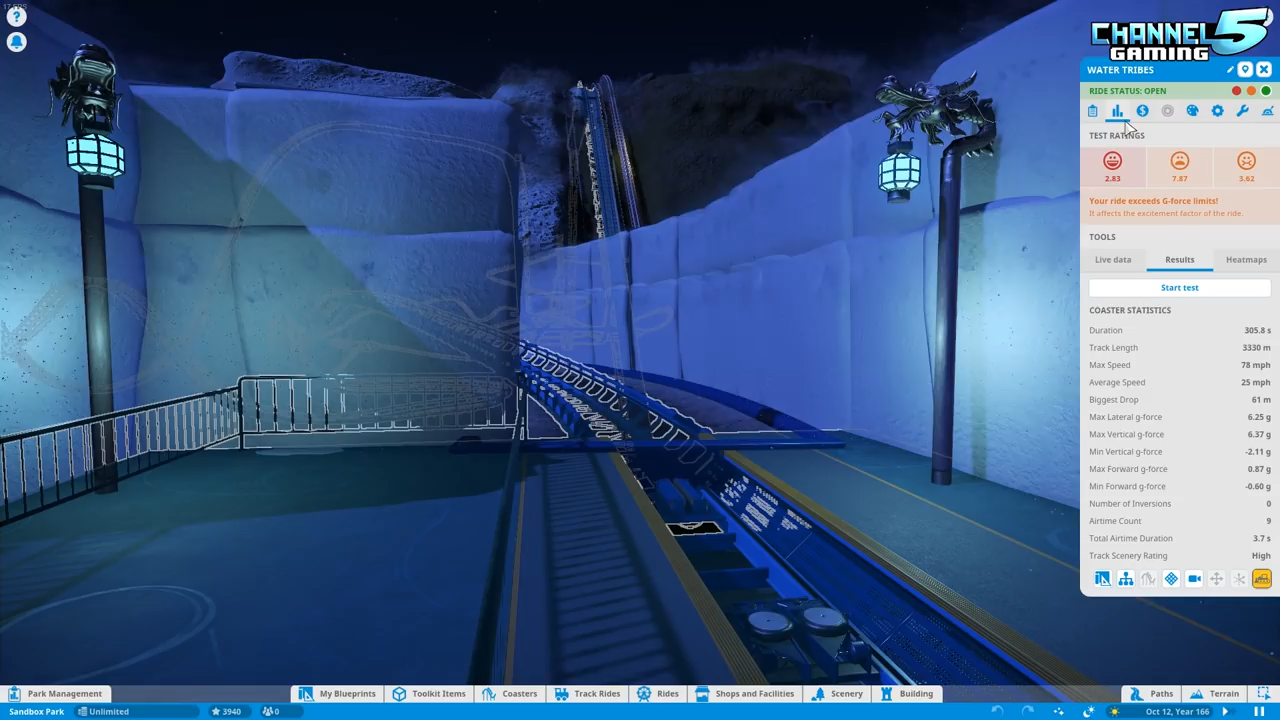 CHANNEL 5
GAMING
WATER TRIBES
RIDE STATUS: OPEN
TEST RATINGS
2.83 7.87 3.62
Your ride exceeds G-force limits!
It affects the excitement factor of the ride.
TOOLS
Live data Results Heatmaps
Start test
COASTER STATISTICS
Duration 305.8 s
Track Length 3330 m
Max Speed 78 mph
Average Speed 25 mph
Biggest Drop 61 m
Max Lateral g-force 6.25 g
Max Vertical g-force 6.37 g
Min Vertical g-force -2.11 g
Max Forward g-force 0.87 g
Min Forward g-force -0.60 g
Number of Inversions 0
Airtime Count 9
Total Airtime Duration 3.7 s
Track Scenery Rating High
Park Management My Blueprints Toolkit Items Coasters Track Rides Rides Shops and Facilities Scenery Building Paths Terrain
Sandbox Park Unlimited 3940 0 Oct 12, Year 166